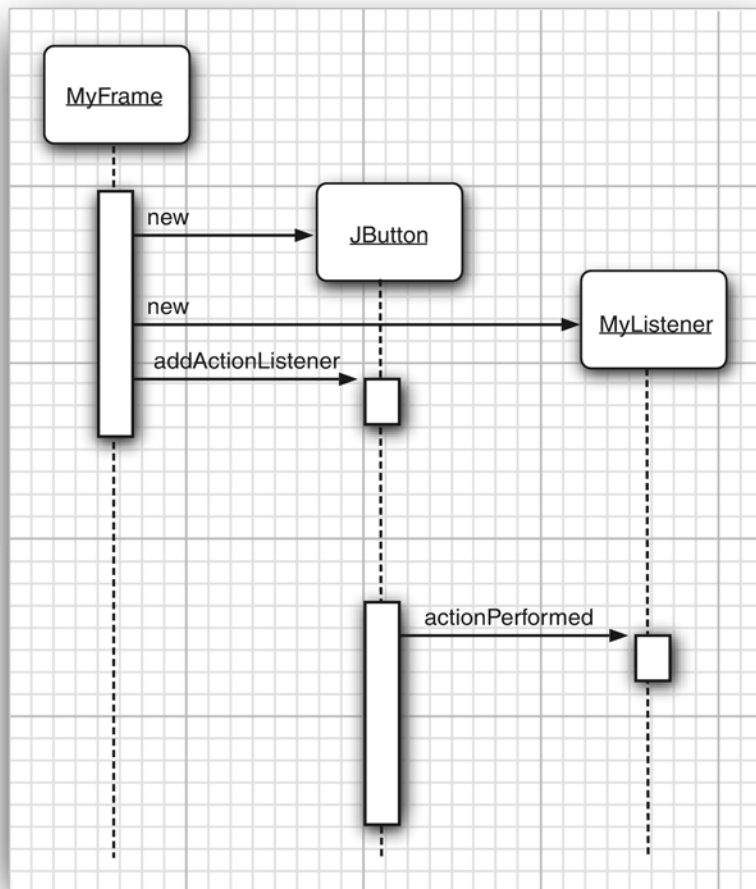 MyFrame
new
JButton
new
MyListener
addActionListener
actionPerformed